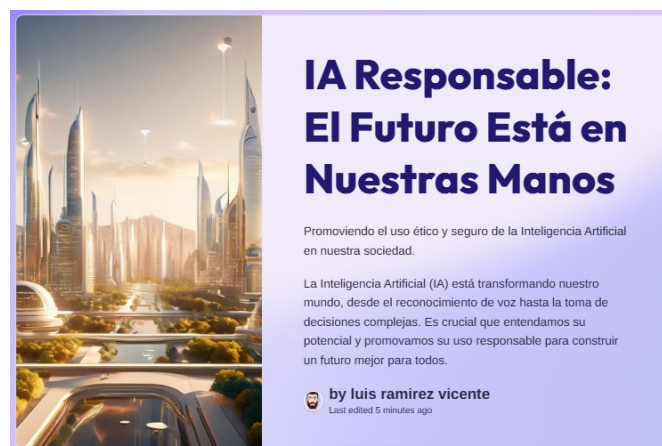 IA Responsable:
El Futuro Está en
Nuestras Manos
Promoviendo el uso ético y seguro de la Inteligencia Artificial
en nuestra sociedad.
La Inteligencia Artificial (IA) está transformando nuestro
mundo, desde el reconocimiento de voz hasta la toma de
decisiones complejas. Es crucial que entendamos su
potencial y promovamos su uso responsable para construir
un futuro mejor para todos.
by luis ramirez vicente
Last edited 5 minutes ago